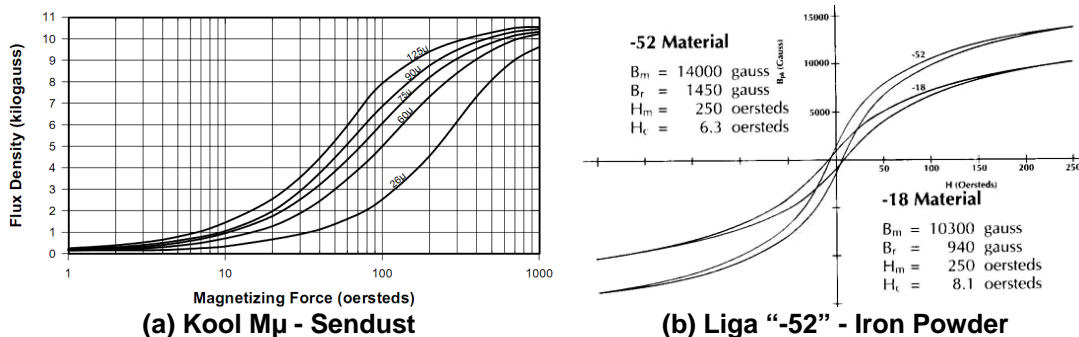 Flux Density (kilogauss)
11
10
9
8
7
6
5
4
3
2
1
0
125µ
90µ
75µ
60µ
26µ
1
10
100
1000
Magnetizing Force (oersteds)
(a) Kool Mµ - Sendust
-52 Material
Bm = 14000 gauss
Br = 1450 gauss
Hm = 250 oersteds
Hc = 6.3 oersteds
Bpk (Gauss)
15000
10000
5000
-52
-18
50
100
150
200
250
H (Oersteds)
-18 Material
Bm = 10300 gauss
Br = 940 gauss
Hm = 250 oersteds
Hc = 8.1 oersteds
(b) Liga “-52” - Iron Powder